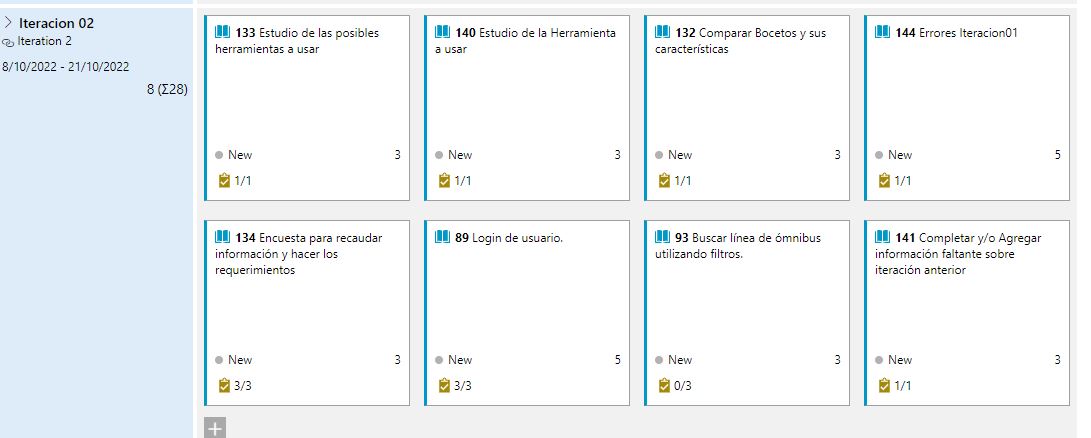 Iteracion 02
Iteration 2
8/10/2022 - 21/10/2022
8 (Σ28)
133 Estudio de las posibles
herramientas a usar
New 3
1/1
140 Estudio de la Herramienta
a usar
New 3
1/1
132 Comparar Bocetos y sus
características
New 3
1/1
144 Errores Iteracion01
New 5
1/1
134 Encuesta para recaudar
información y hacer los
requerimientos
New 3
3/3
89 Login de usuario.
New 5
3/3
93 Buscar línea de ómnibus
utilizando filtros.
New 3
0/3
141 Completar y/o Agregar
información faltante sobre
iteración anterior
New 3
1/1